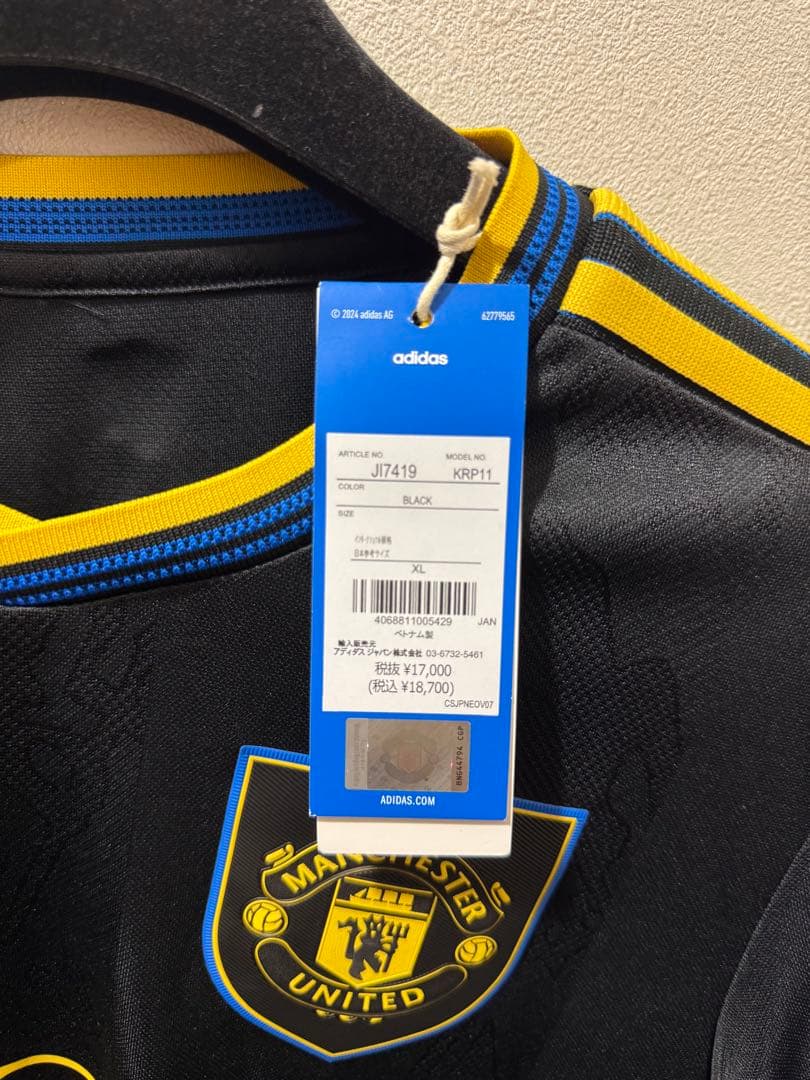 © 2024 adidas AG
62779565
adidas
ARTICLE NO.
MODEL NO.
JI7419
KRP11
COLOR
BLACK
SIZE
日本参考サイズ
XL
4068811005429 JAN
ベトナム製
輸入販売元
アディダス ジャパン株式会社 03-6732-5461
税抜 ¥17,000
(税込 ¥18,700)
CSJPNEOV07
BNG44794 CGP
ADIDAS.COM
MANCHESTER
UNITED